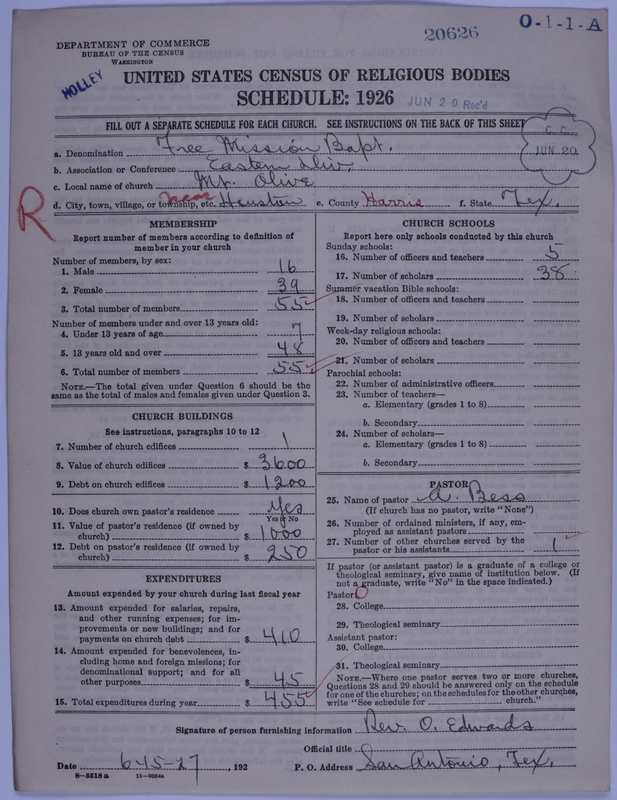 20626
O-1-1-A
DEPARTMENT OF COMMERCE
BUREAU OF THE CENSUS
WASHINGTON
HOLLEY
UNITED STATES CENSUS OF RELIGIOUS BODIES
SCHEDULE: 1926
JUN 20 Rec'd
FILL OUT A SEPARATE SCHEDULE FOR EACH CHURCH. SEE INSTRUCTIONS ON THE BACK OF THIS SHEET
C. C.
JUN 20
a. Denomination Free Mission Bapt.
b. Association or Conference Eastern Div.
c. Local name of church Mt. Olive
d. City, town, village, or township, etc. near Houston e. County Harris f. State Tex.
R
MEMBERSHIP
Report number of members according to definition of
member in your church
Number of members, by sex:
1. Male 16
2. Female 39
3. Total number of members 55
Number of members under and over 13 years old:
4. Under 13 years of age 7
5. 13 years old and over 48
6. Total number of members 55
NOTE.—The total given under Question 6 should be the
same as the total of males and females given under Question 3.
CHURCH BUILDINGS
See instructions, paragraphs 10 to 12
7. Number of church edifices 1
8. Value of church edifices $ 3600
9. Debt on church edifices $ 1200
10. Does church own pastor's residence Yes
Yes or No
11. Value of pastor's residence (if owned by
church) $ 1000
12. Debt on pastor's residence (if owned by
church) $ 250
EXPENDITURES
Amount expended by your church during last fiscal year
13. Amount expended for salaries, repairs,
and other running expenses; for im-
provements or new buildings; and for
payments on church debt $ 410
14. Amount expended for benevolences, in-
cluding home and foreign missions; for
denominational support; and for all
other purposes $ 45
15. Total expenditures during year $ 455
CHURCH SCHOOLS
Report here only schools conducted by this church
Sunday schools:
16. Number of officers and teachers 5
17. Number of scholars 38
Summer vacation Bible schools:
18. Number of officers and teachers
19. Number of scholars
Week-day religious schools:
20. Number of officers and teachers
21. Number of scholars
Parochial schools:
22. Number of administrative officers
23. Number of teachers—
a. Elementary (grades 1 to 8)
b. Secondary
24. Number of scholars—
a. Elementary (grades 1 to 8)
b. Secondary
PASTOR
25. Name of pastor A. Bess
(If church has no pastor, write "None")
26. Number of ordained ministers, if any, em-
ployed as assistant pastors
27. Number of other churches served by the
pastor or his assistants 1
If pastor (or assistant pastor) is a graduate of a college or
theological seminary, give name of institution below. (If
not a graduate, write "No" in the space indicated.)
Pastor: 0
28. College
29. Theological seminary
Assistant pastor:
30. College
31. Theological seminary
NOTE.—Where one pastor serves two or more churches,
Questions 28 and 29 should be answered only on the schedule
for one of the churches; on the schedules for the other churches,
write "See schedule for church."
Signature of person furnishing information Rev. O. Edwards
Official title
Date 6-15-27, 192 P. O. Address San Antonio, Tex.
8-5518a 11-9054a